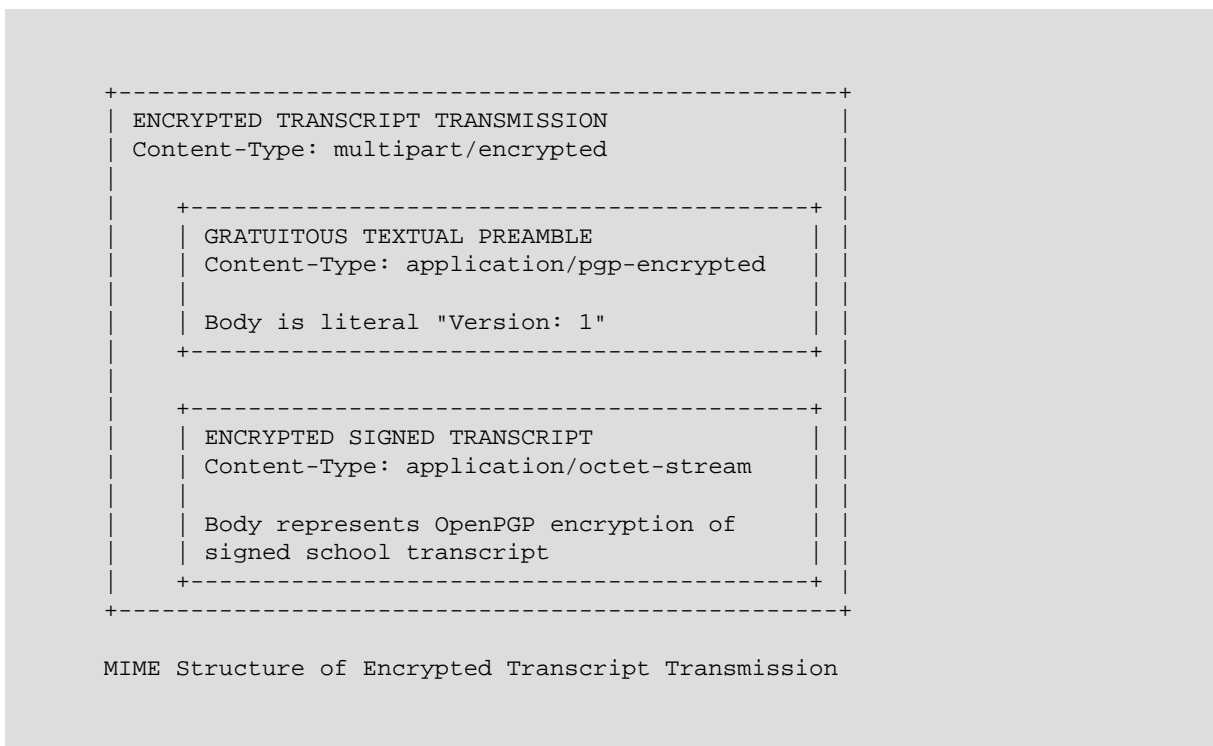 ENCRYPTED TRANSCRIPT TRANSMISSION
Content-Type: multipart/encrypted
GRATUITOUS TEXTUAL PREAMBLE
Content-Type: application/pgp-encrypted
Body is literal "Version: 1"
ENCRYPTED SIGNED TRANSCRIPT
Content-Type: application/octet-stream
Body represents OpenPGP encryption of
signed school transcript
MIME Structure of Encrypted Transcript Transmission